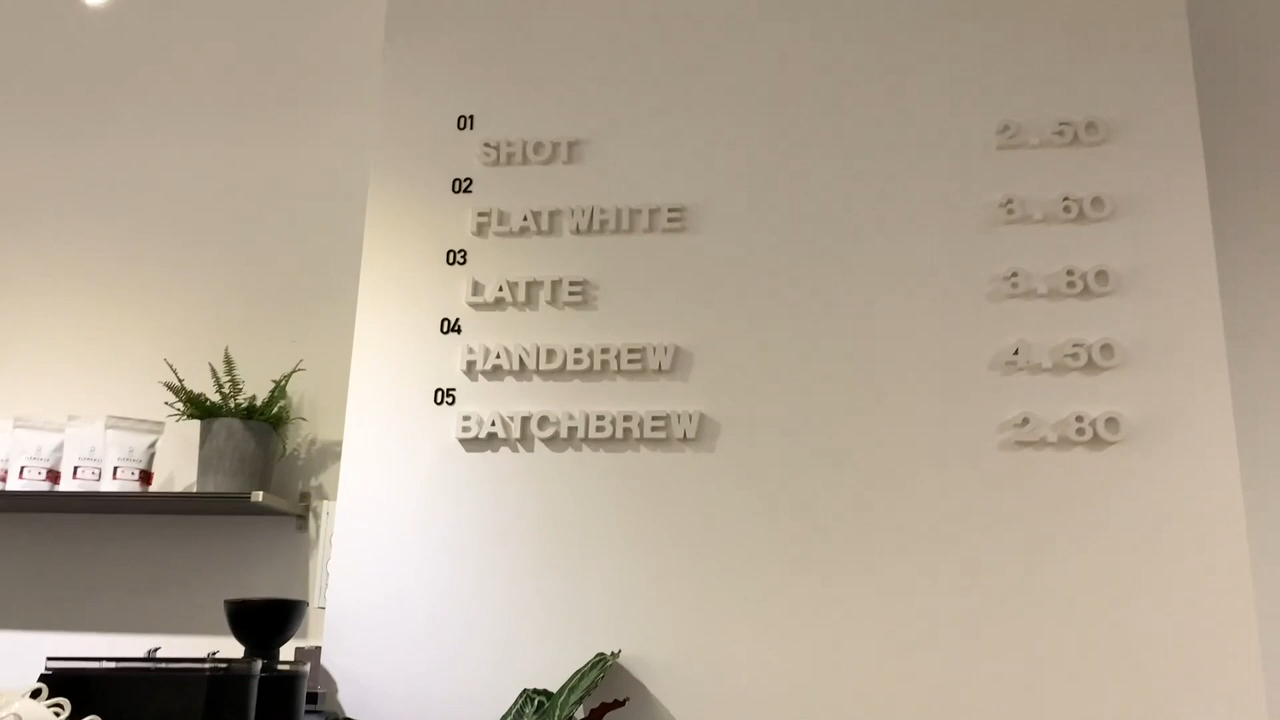 01
SHOT 2.50
02
FLAT WHITE 3.60
03
LATTE 3.80
04
HANDBREW 4.50
05
BATCHBREW 2.80